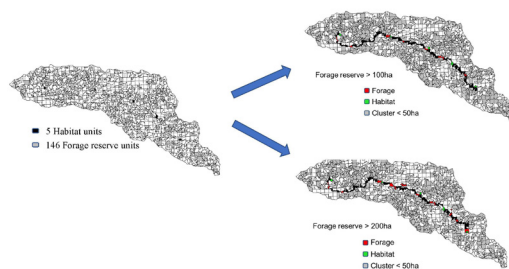 5 Habitat units
146 Forage reserve units
Forage reserve > 100ha
Forage
Habitat
Cluster < 50ha
Forage reserve > 200ha
Forage
Habitat
Cluster < 50ha